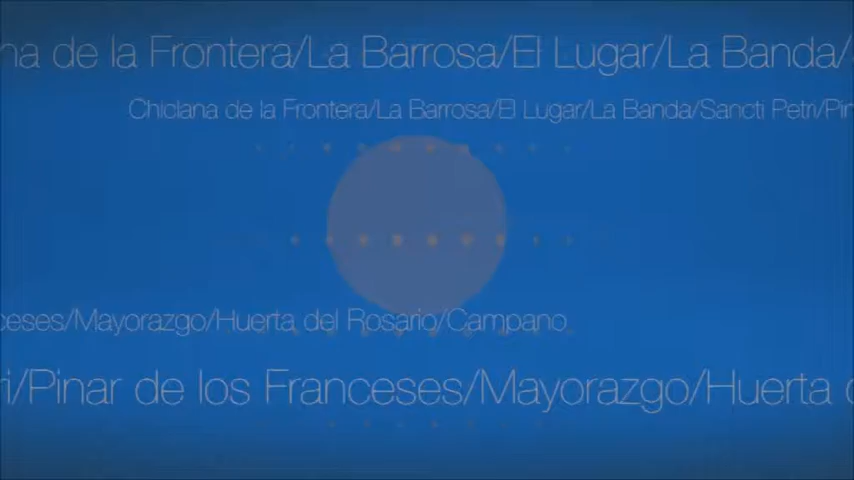 na de la Frontera/La Barrosa/El Lugar/La Banda/
Chiclana de la Frontera/La Barrosa/El Lugar/La Banda/Sancti Petri/Pin
ceses/Mayorazgo/Huerta del Rosario/Campano
ri/Pinar de los Franceses/Mayorazgo/Huerta